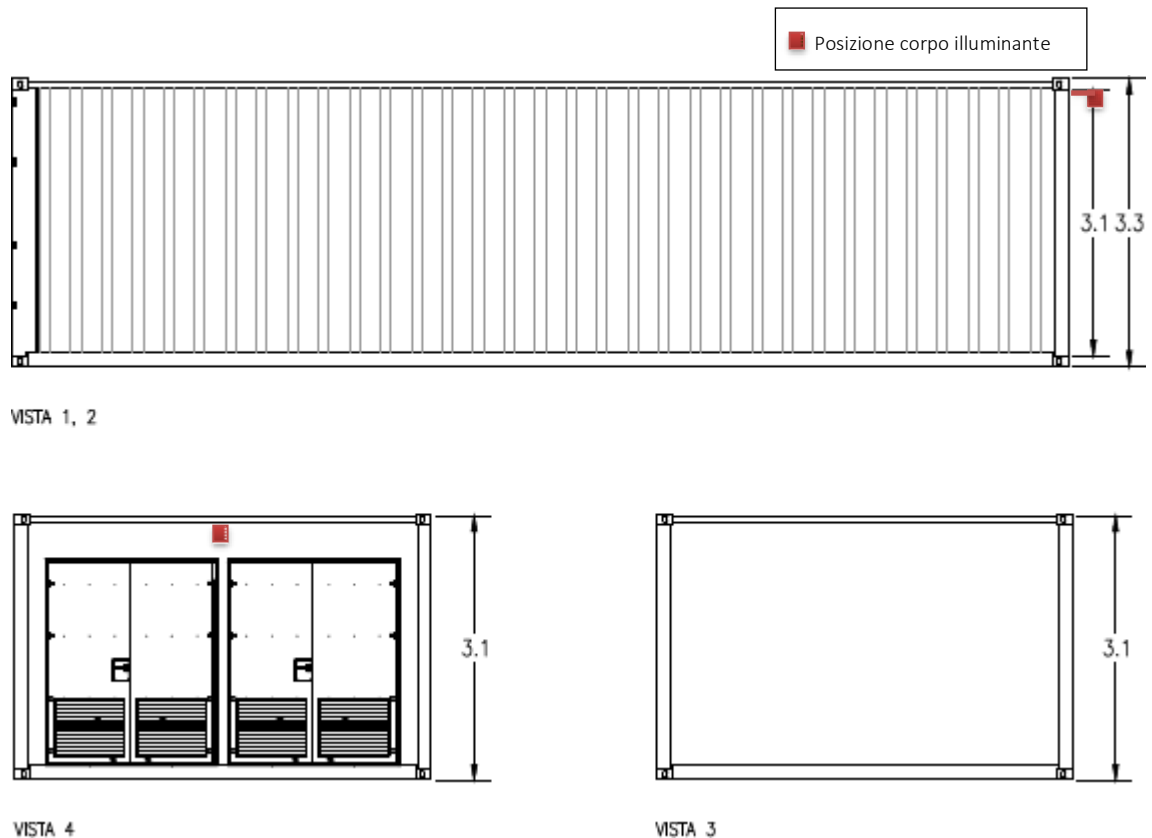 Posizione corpo illuminante
3.1 3.3
VISTA 1, 2
3.1
3.1
VISTA 4
VISTA 3